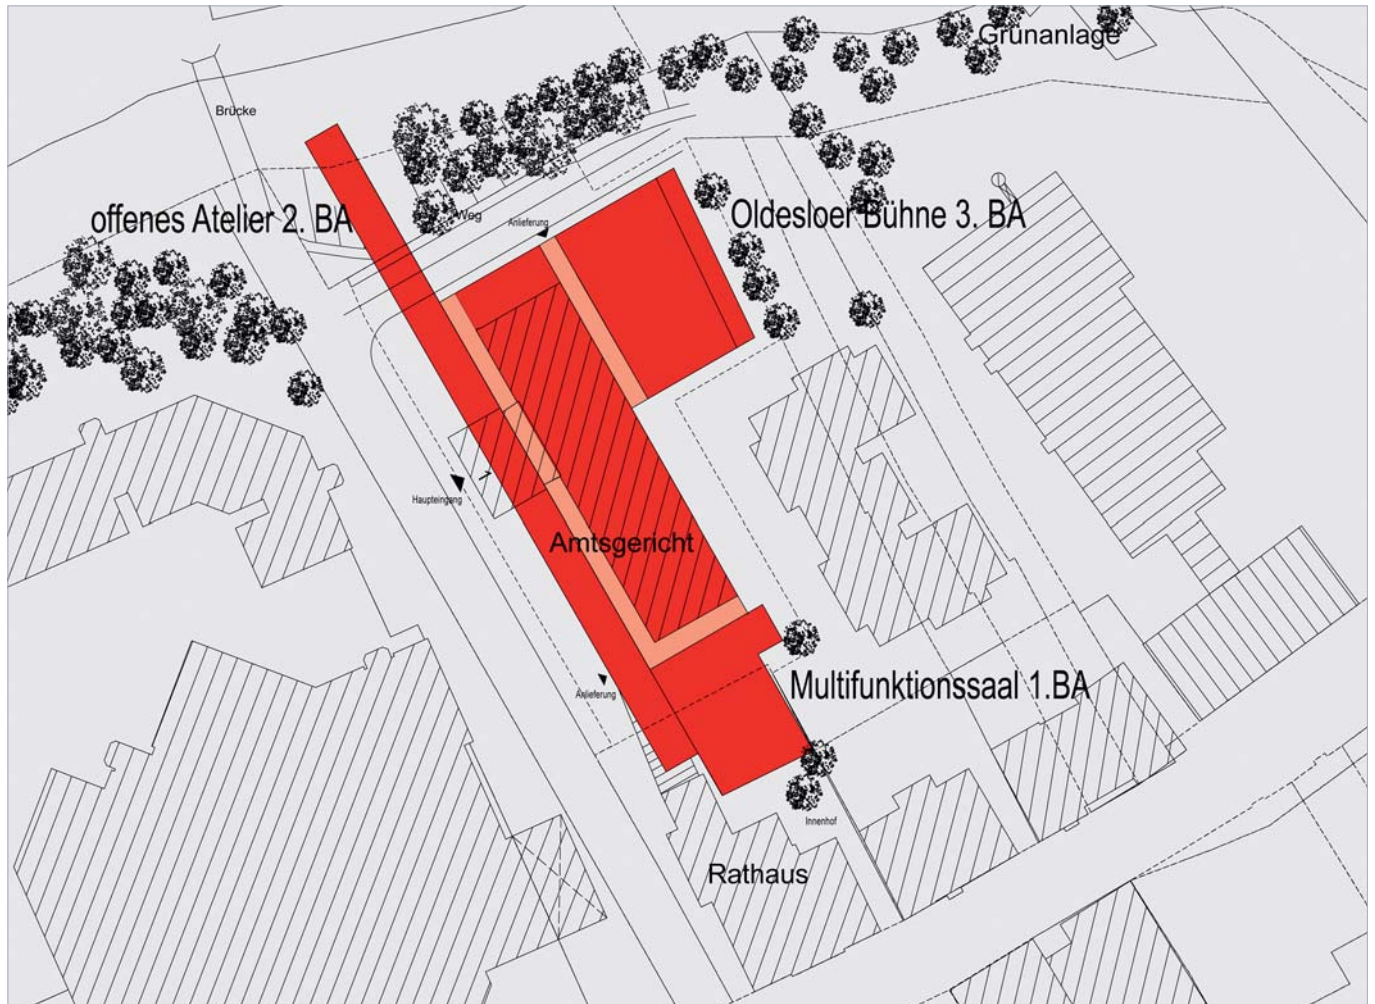 Grünanlage
Brücke
offenes Atelier 2. BA
Weg
Anlieferung
Oldesloer Bühne 3. BA
Haupteingang
Amtsgericht
Anlieferung
Multifunktionssaal 1.BA
Innenhof
Rathaus